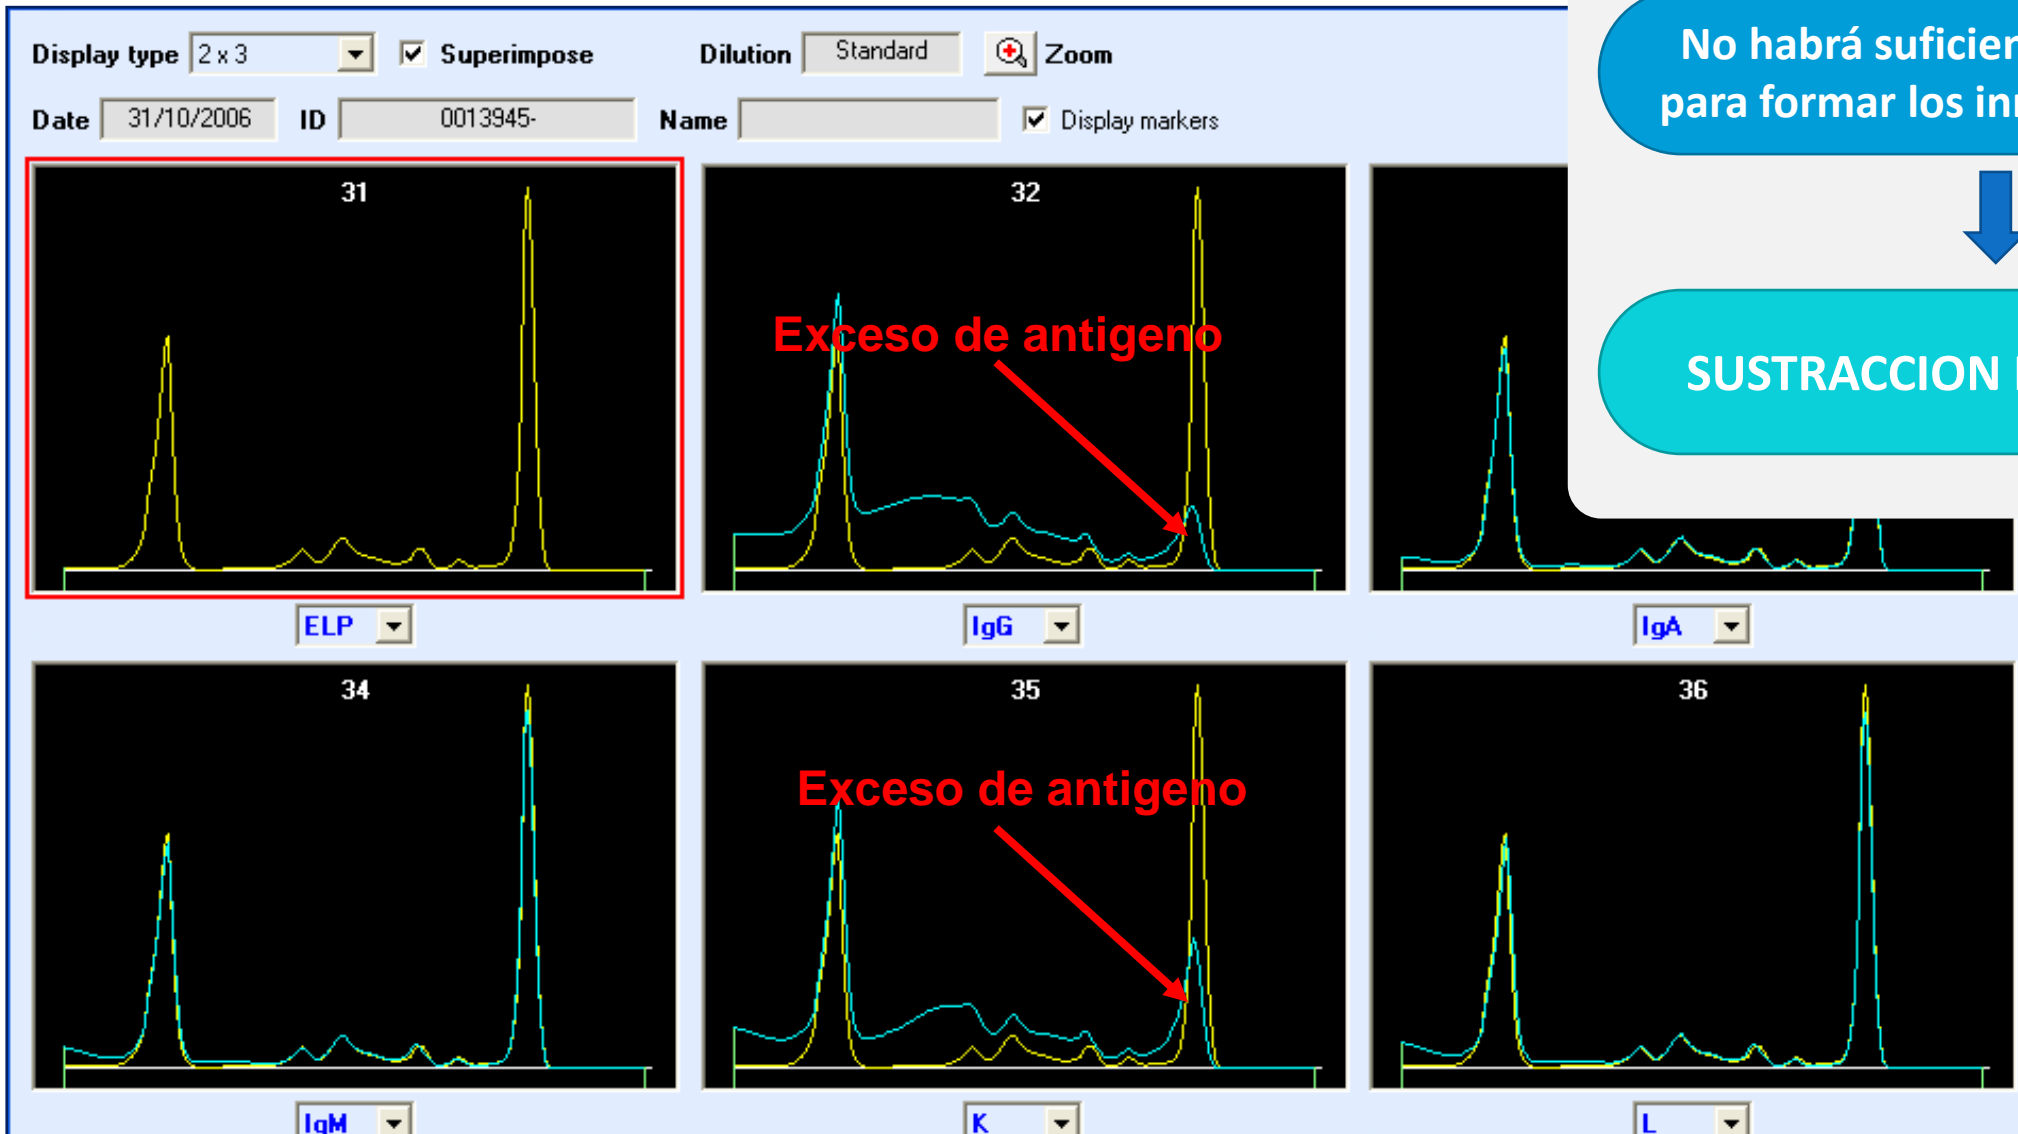 Display type 2 x 3 Superimpose Dilution Standard Zoom
Date 31/10/2006 ID 0013945- Name Display markers
No habrá
para formar los
SUSTRACCION
31
32
Exceso de antigeno
ELP
IgG
IgA
34
35
36
Exceso de antigeno
IgM
K
L